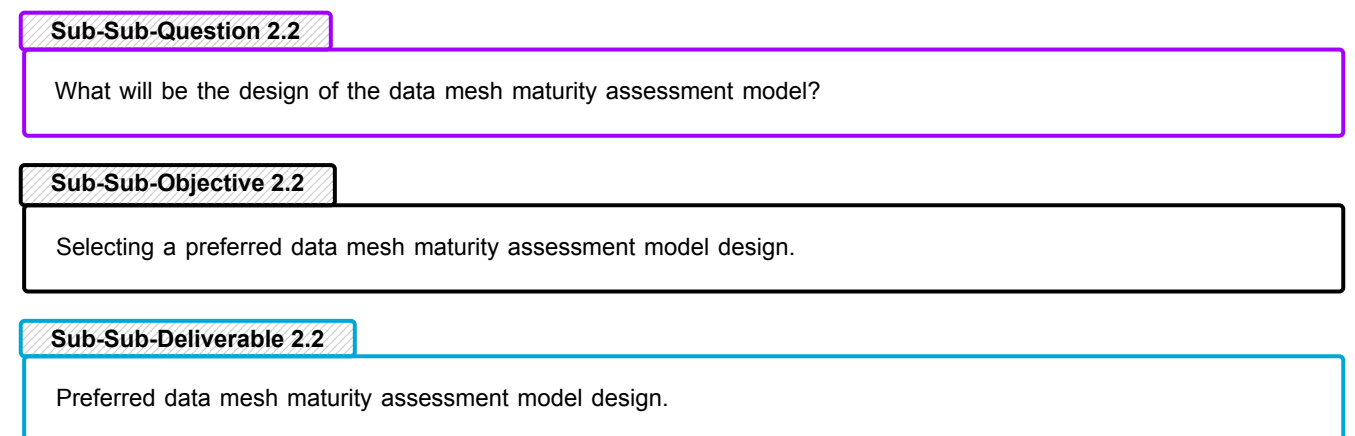 Sub-Sub-Question 2.2
What will be the design of the data mesh maturity assessment model?
Sub-Sub-Objective 2.2
Selecting a preferred data mesh maturity assessment model design.
Sub-Sub-Deliverable 2.2
Preferred data mesh maturity assessment model design.